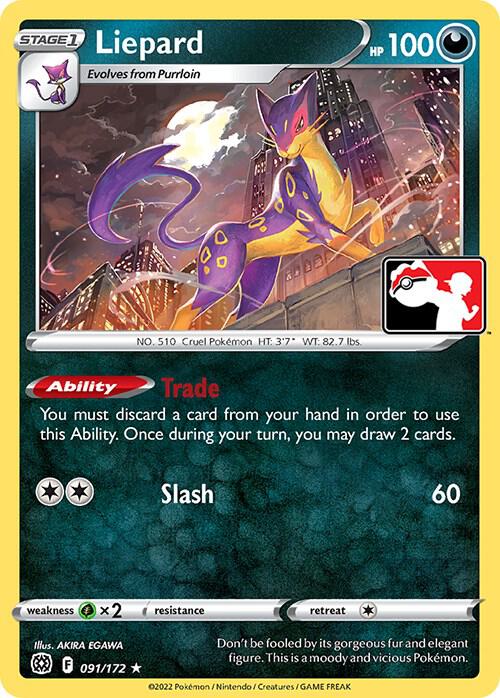 STAGE 1
Liepard
HP 100
Evolves from Purrloin
NO. 510 Cruel Pokémon HT: 3'7" WT: 82.7 lbs.
Ability Trade
You must discard a card from your hand in order to use
this Ability. Once during your turn, you may draw 2 cards.
Slash 60
weakness ×2 resistance retreat
Illus. AKIRA EGAWA
F 091/172 ★
Don't be fooled by its gorgeous fur and elegant
figure. This is a moody and vicious Pokémon.
©2022 Pokémon / Nintendo / Creatures / GAME FREAK